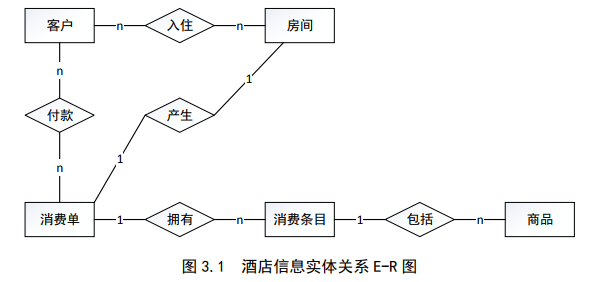 客户 n 入住 n 房间
n
1
付款 产生
n
1
消费单 1 拥有 n 消费条目 1 包括 n 商品
图 3.1 酒店信息实体关系 E-R 图